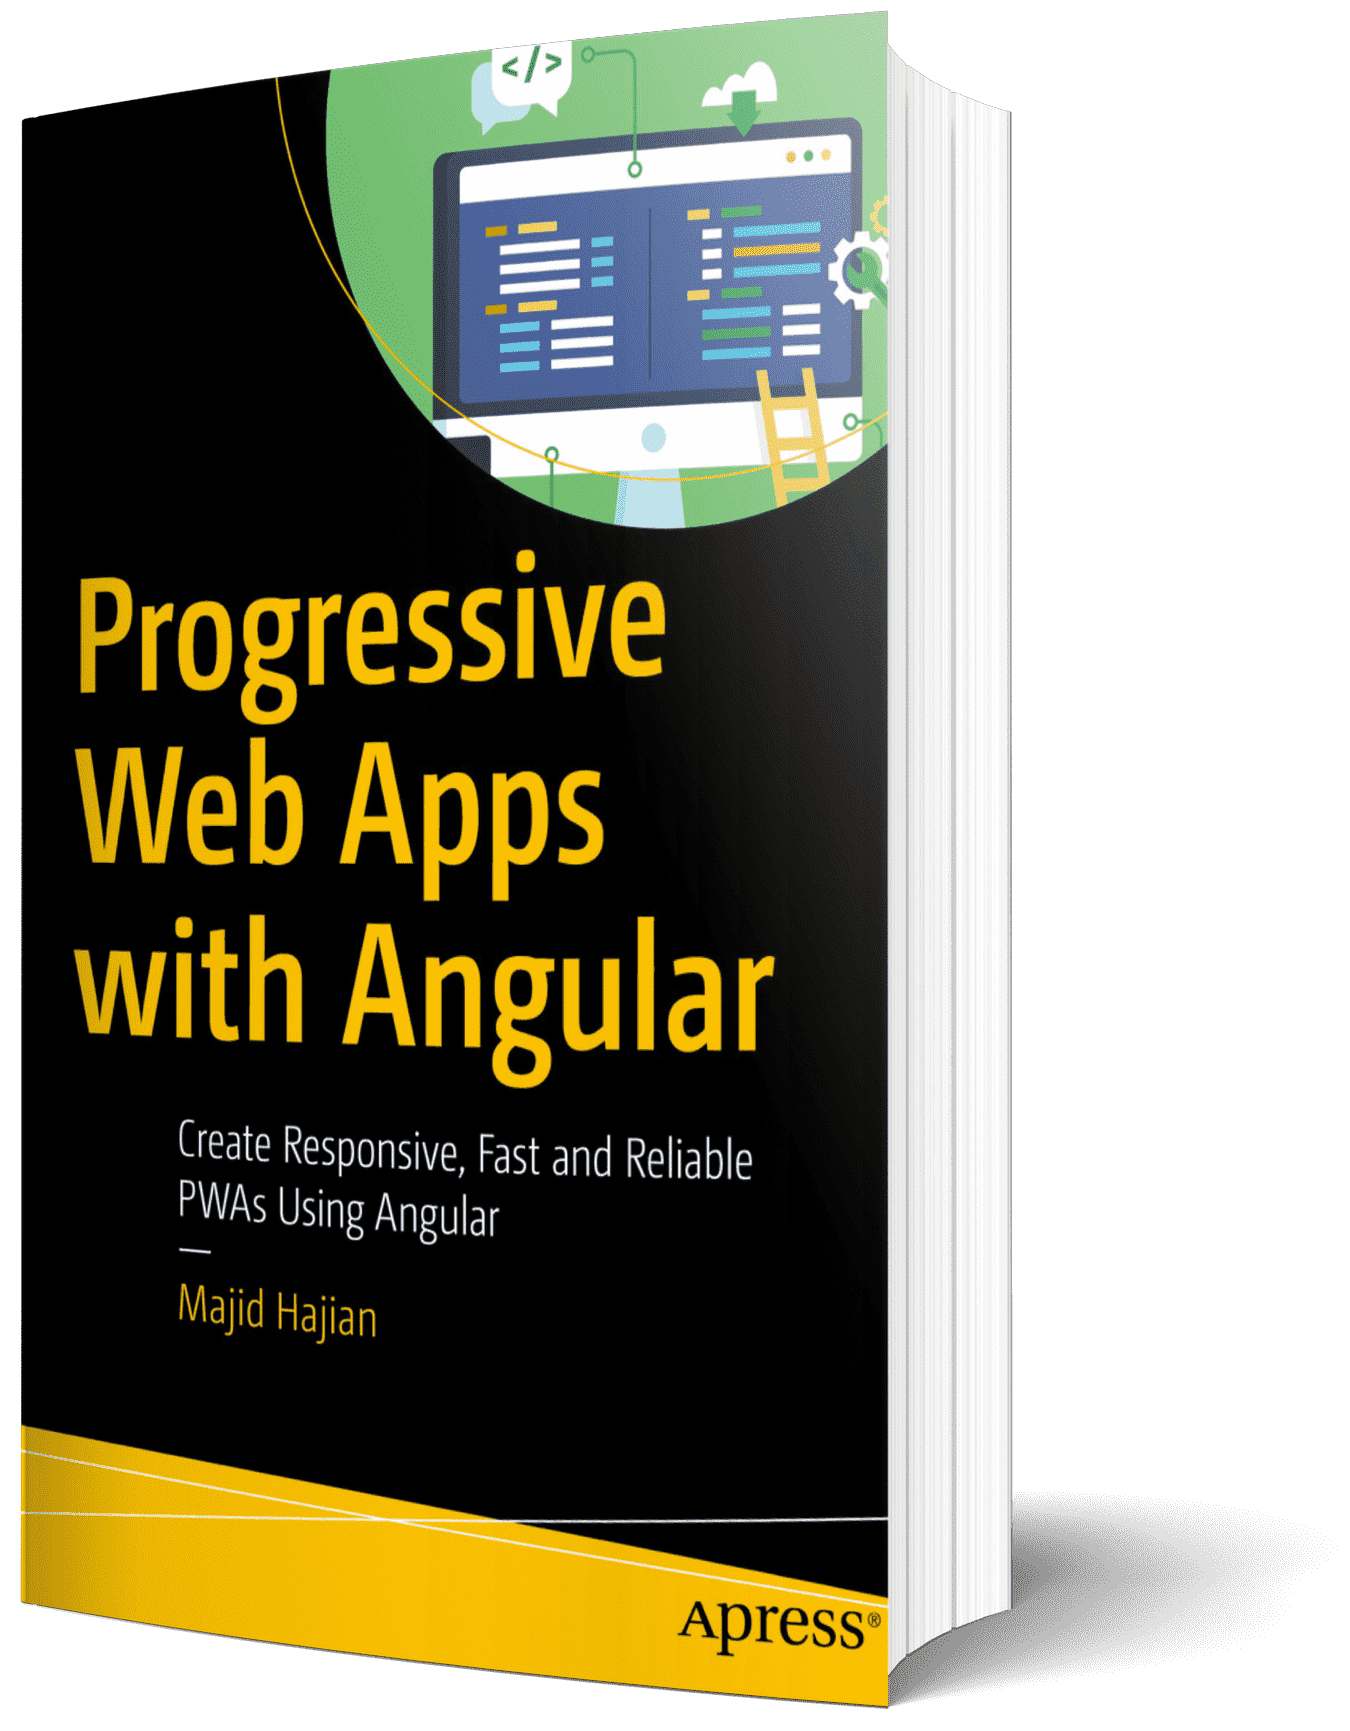 </>
Progressive
Web Apps
with Angular
Create Responsive, Fast and Reliable
PWAs Using Angular
—
Majid Hajian
Apress®